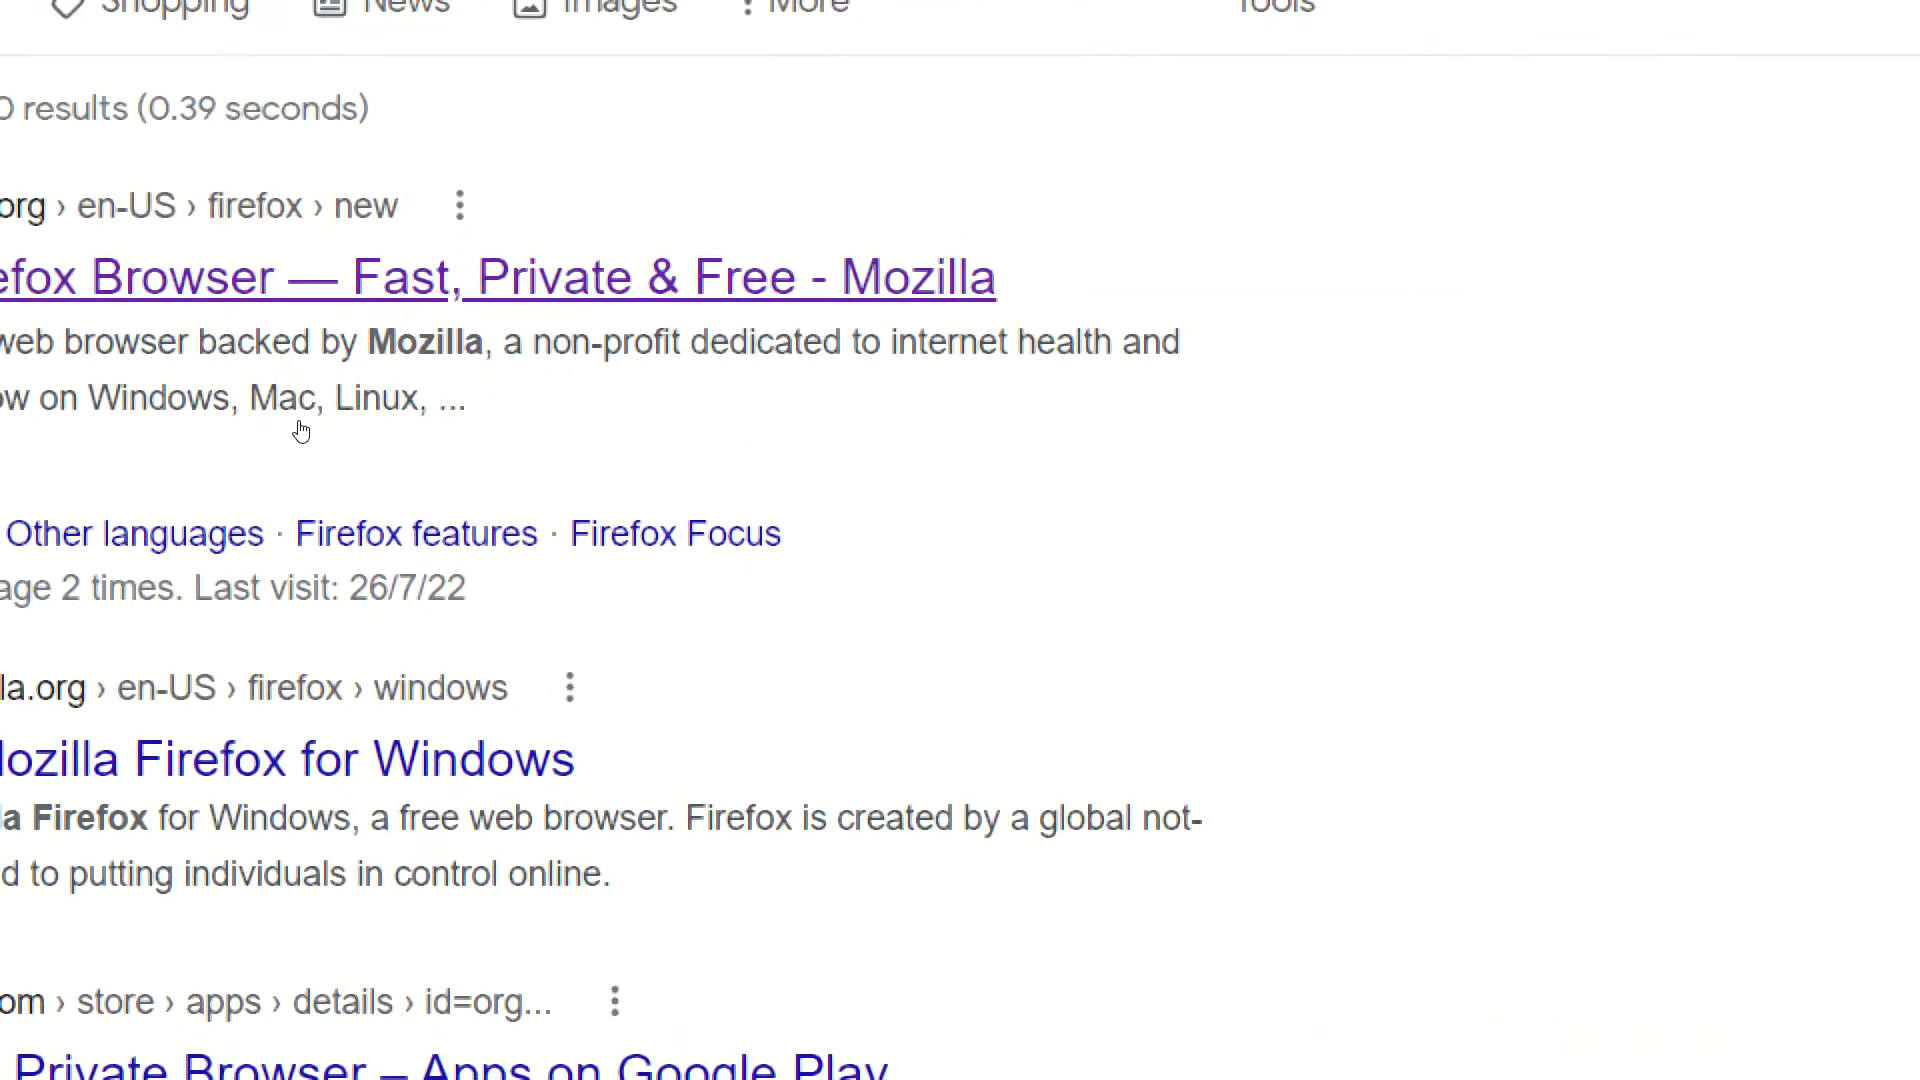 Shopping News Images More Tools
0 results (0.39 seconds)
org › en-US › firefox › new
efox Browser — Fast, Private & Free - Mozilla
web browser backed by Mozilla, a non-profit dedicated to internet health and
ow on Windows, Mac, Linux, ...
Other languages · Firefox features · Firefox Focus
age 2 times. Last visit: 26/7/22
la.org › en-US › firefox › windows
lozilla Firefox for Windows
la Firefox for Windows, a free web browser. Firefox is created by a global not-
d to putting individuals in control online.
om › store › apps › details › id=org...
Private Browser – Apps on Google Play